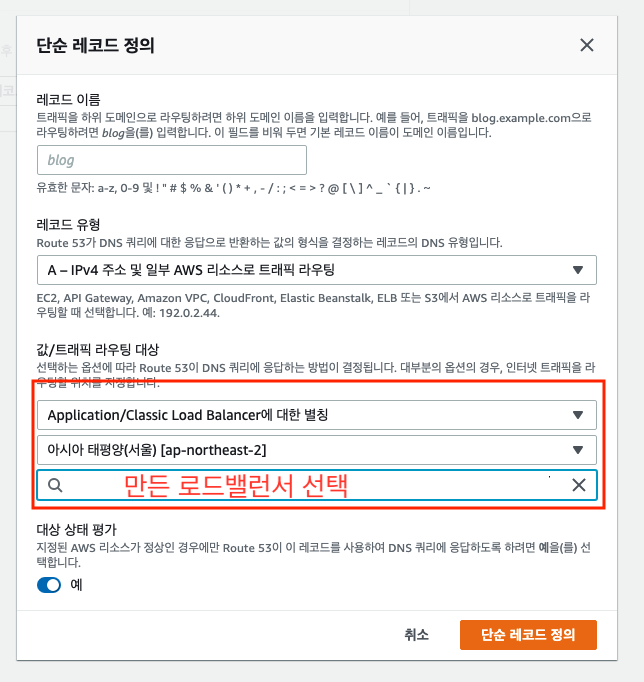 단순 레코드 정의
레코드 이름
트래픽을 하위 도메인으로 라우팅하려면 하위 도메인 이름을 입력합니다. 예를 들어, 트래픽을 blog.example.com으로
라우팅하려면 blog을(를) 입력합니다. 이 필드를 비워 두면 기본 레코드 이름이 도메인 이름입니다.
blog
유효한 문자: a-z, 0-9 및 ! " # $ % & ' ( ) * + , - / : ; < = > ? @ [ \ ] ^ _ ` { | } . ~
레코드 유형
Route 53가 DNS 쿼리에 대한 응답으로 반환하는 값의 형식을 결정하는 레코드의 DNS 유형입니다.
A – IPv4 주소 및 일부 AWS 리소스로 트래픽 라우팅
EC2, API Gateway, Amazon VPC, CloudFront, Elastic Beanstalk, ELB 또는 S3에서 AWS 리소스로 트래픽을 라
우팅할 때 선택합니다. 예: 192.0.2.44.
값/트래픽 라우팅 대상
선택하는 옵션에 따라 Route 53이 DNS 쿼리에 응답하는 방법이 결정됩니다. 대부분의 옵션의 경우, 인터넷 트래픽을 라
우팅할 위치를 지정합니다.
Application/Classic Load Balancer에 대한 별칭
아시아 태평양(서울) [ap-northeast-2]
만든 로드밸런서 선택
대상 상태 평가
지정된 AWS 리소스가 정상인 경우에만 Route 53이 이 레코드를 사용하여 DNS 쿼리에 응답하도록 하려면 예을(를) 선
택합니다.
예
취소
단순 레코드 정의